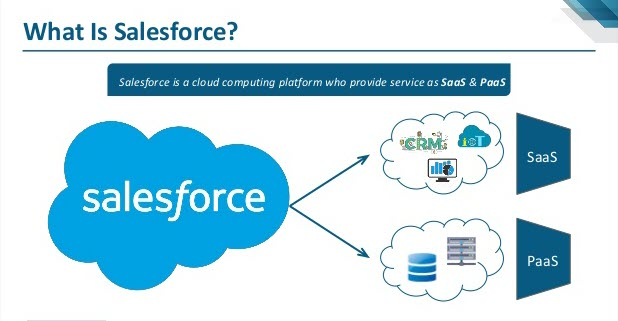 What Is Salesforce?
Salesforce is a cloud computing platform who provide service as SaaS & PaaS
salesforce
CRM
IoT
SaaS
PaaS